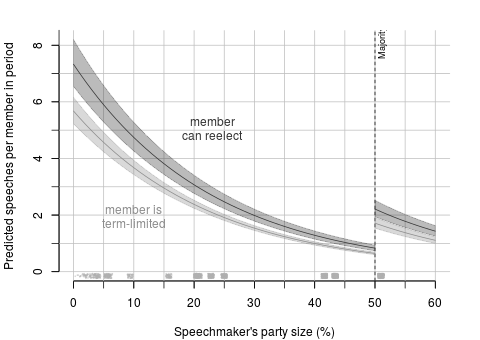 Majorit
8
6
4
2
0
Predicted speeches per member in period
member
can reelect
member is
term-limited
0 10 20 30 40 50 60
Speechmaker's party size (%)